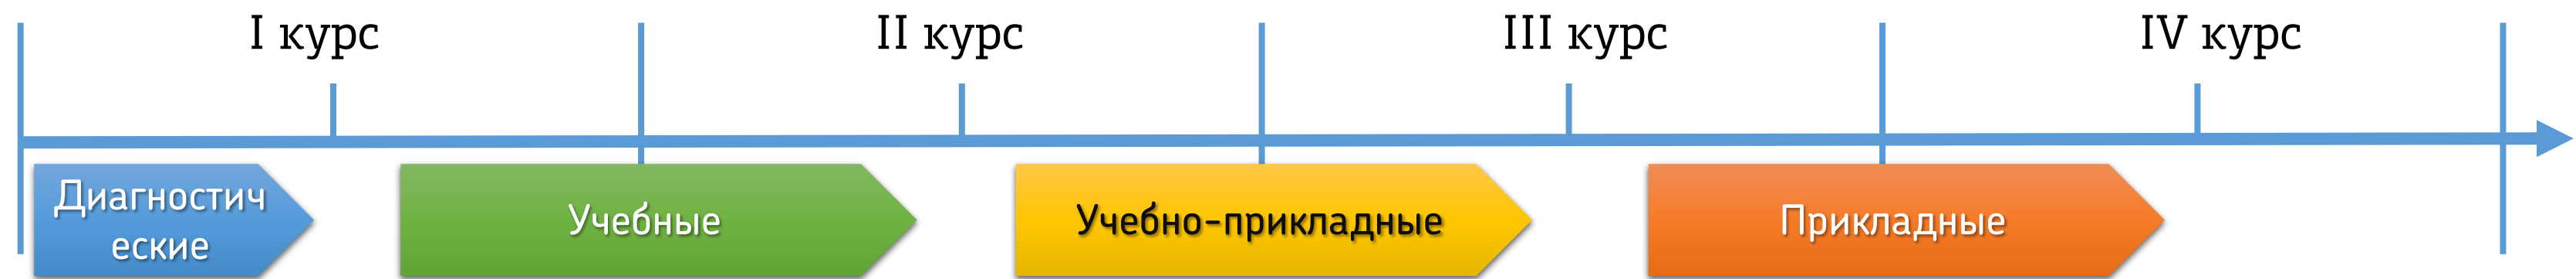 I курс
II курс
III курс
IV курс
Диагностич
еские
Учебные
Учебно-прикладные
Прикладные